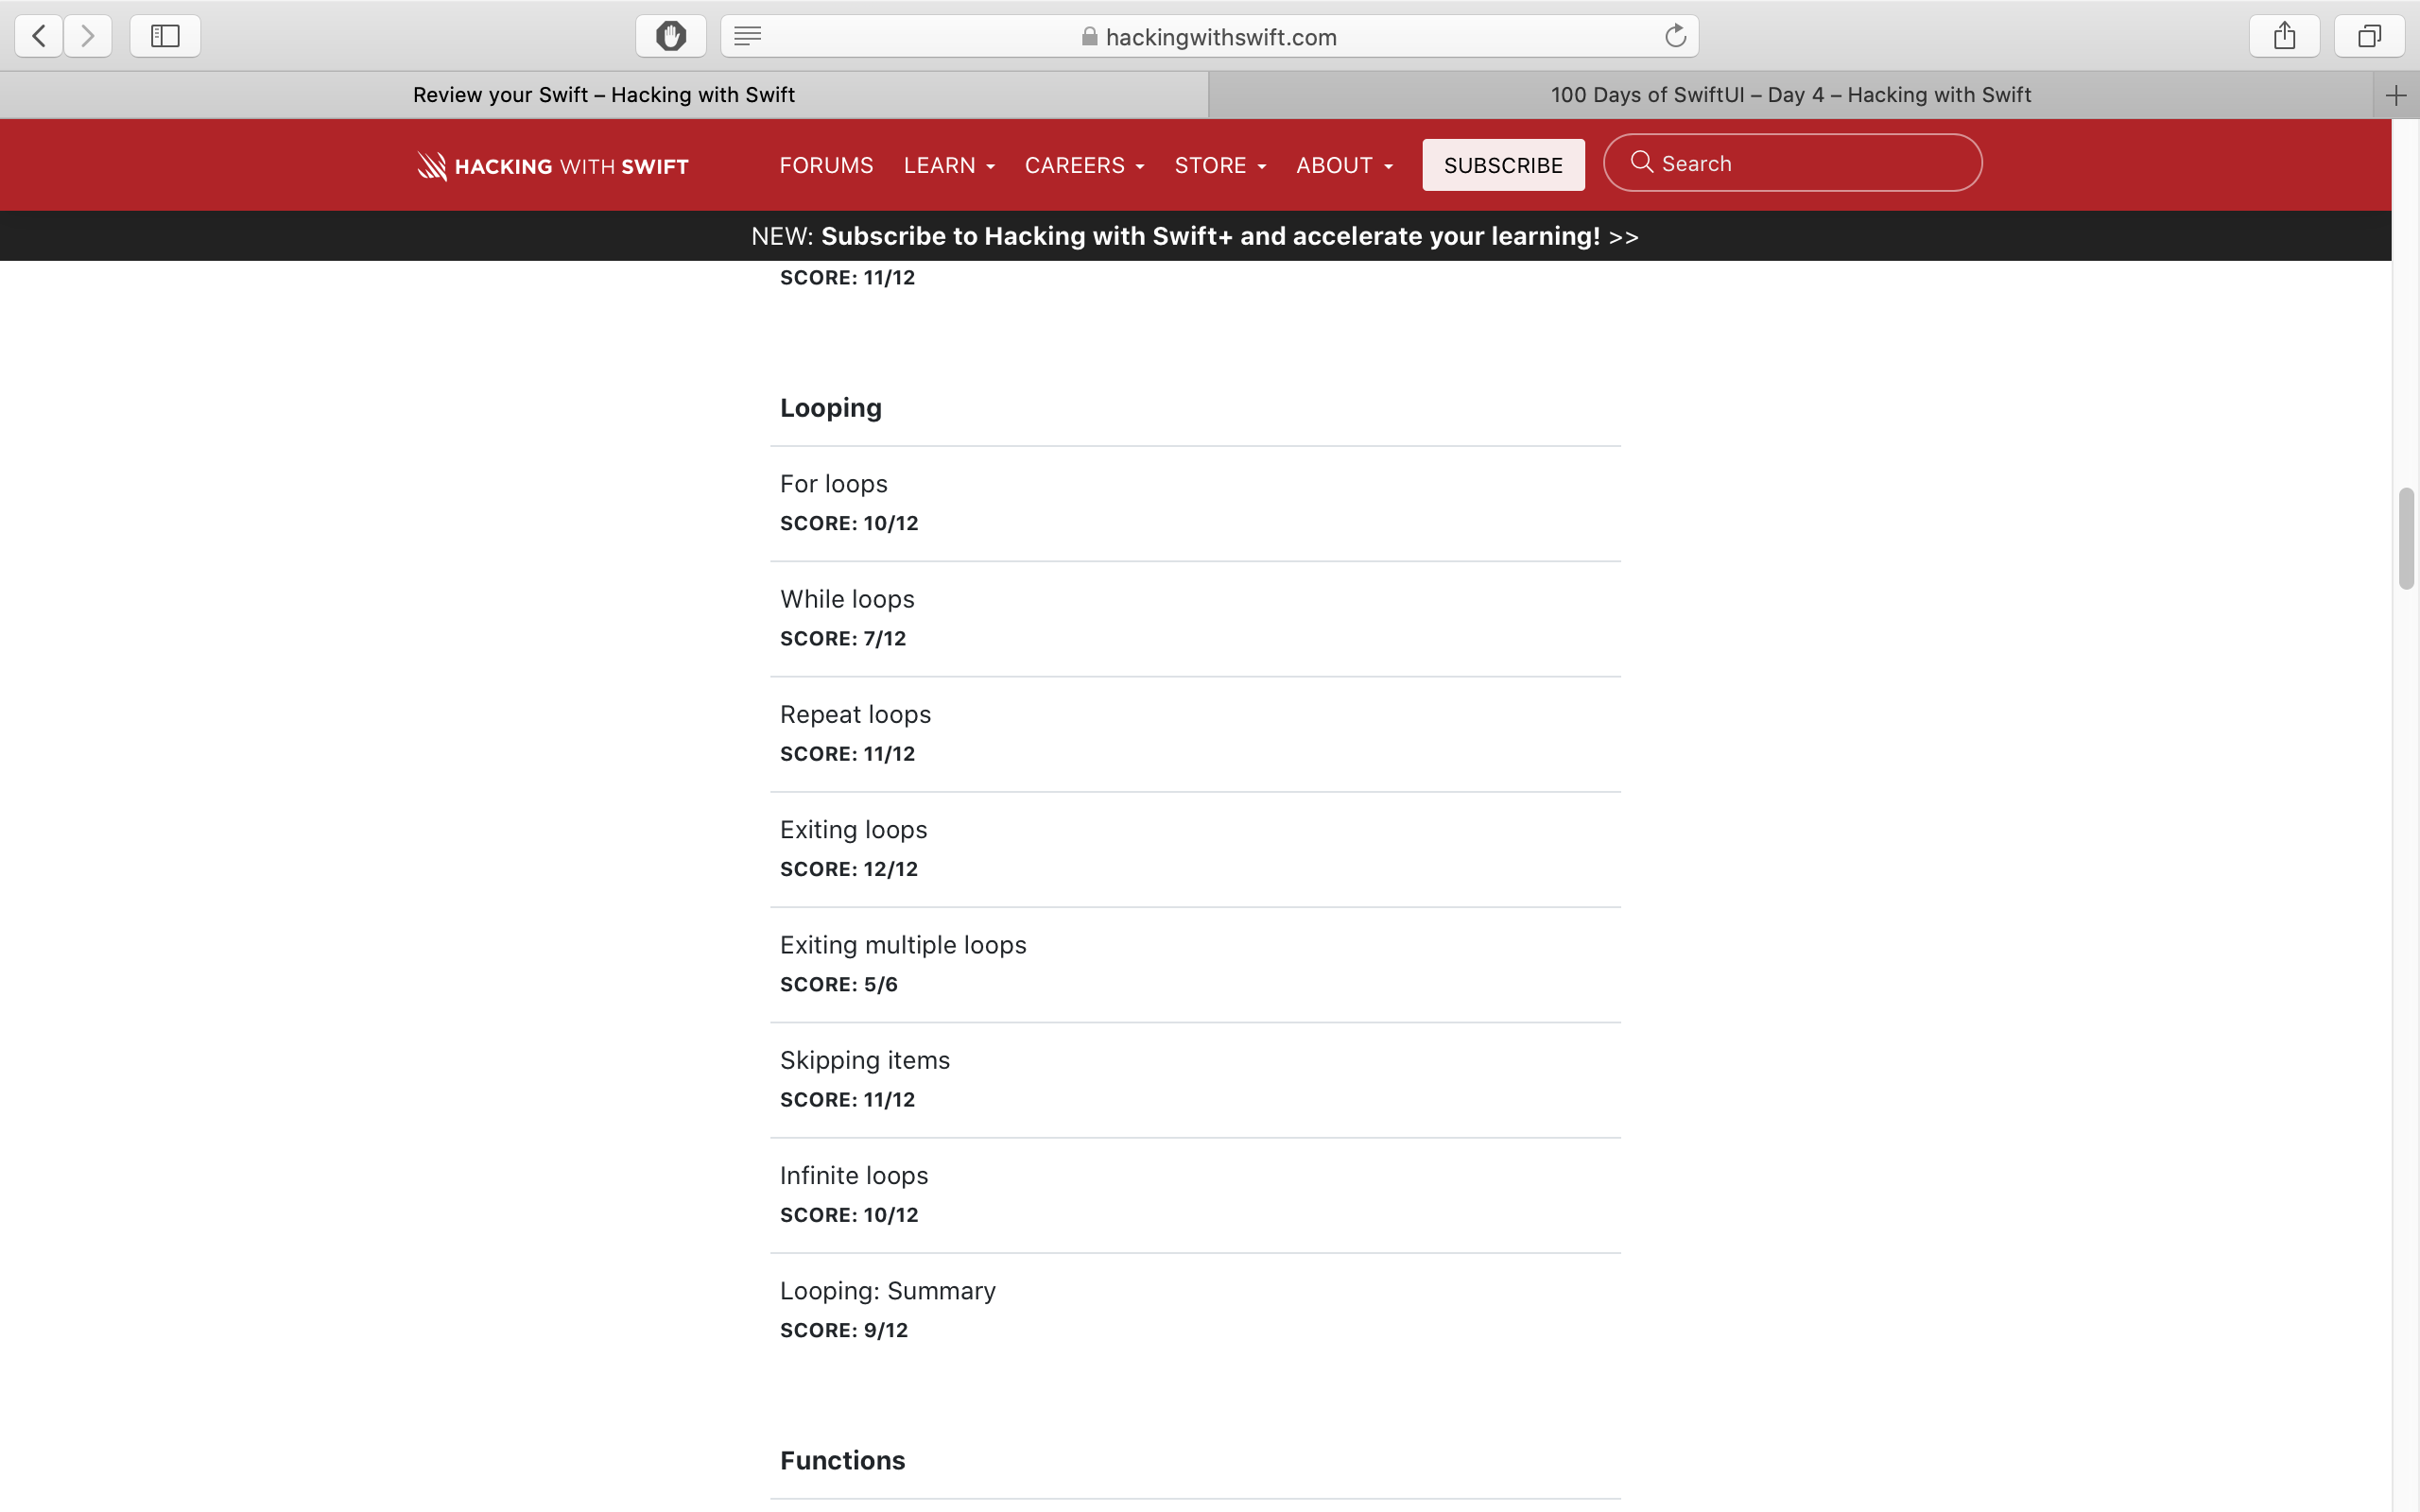 hackingwithswift.com
Review your Swift – Hacking with Swift
100 Days of SwiftUI – Day 4 – Hacking with Swift
HACKING WITH SWIFT
FORUMS
LEARN
CAREERS
STORE
ABOUT
SUBSCRIBE
Search
NEW: Subscribe to Hacking with Swift+ and accelerate your learning! >>
SCORE: 11/12
Looping
For loops
SCORE: 10/12
While loops
SCORE: 7/12
Repeat loops
SCORE: 11/12
Exiting loops
SCORE: 12/12
Exiting multiple loops
SCORE: 5/6
Skipping items
SCORE: 11/12
Infinite loops
SCORE: 10/12
Looping: Summary
SCORE: 9/12
Functions